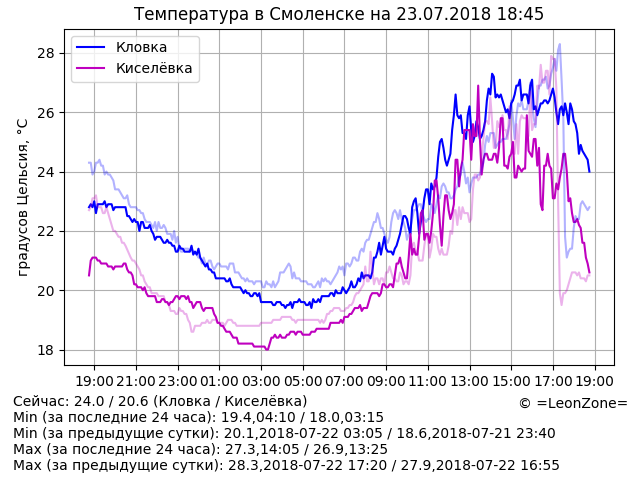 Температура в Смоленске на 23.07.2018 18:45
Кловка
Киселёвка
градусов Цельсия, °C
28
26
24
22
20
18
19:00 21:00 23:00 01:00 03:00 05:00 07:00 09:00 11:00 13:00 15:00 17:00 19:00
Сейчас: 24.0 / 20.6 (Кловка / Киселёвка)
© =LeonZone=
Min (за последние 24 часа): 19.4,04:10 / 18.0,03:15
Min (за предыдущие сутки): 20.1,2018-07-22 03:05 / 18.6,2018-07-21 23:40
Max (за последние 24 часа): 27.3,14:05 / 26.9,13:25
Max (за предыдущие сутки): 28.3,2018-07-22 17:20 / 27.9,2018-07-22 16:55